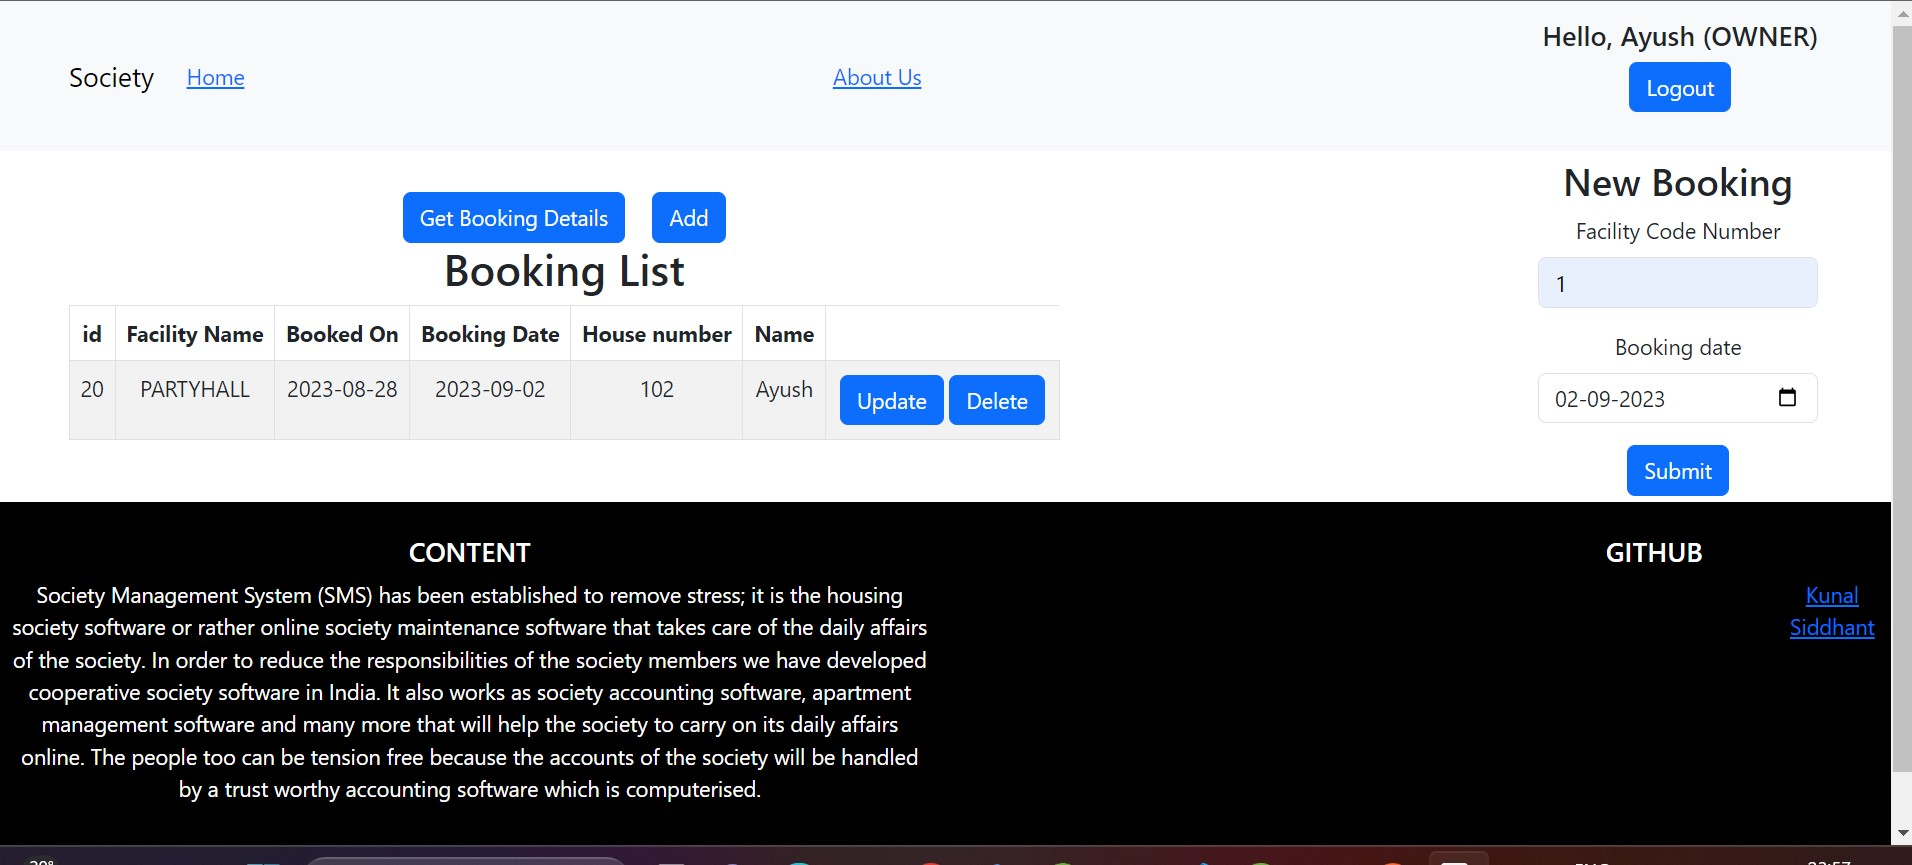 Hello, Ayush (OWNER)
Society Home About Us
Logout
New Booking
Get Booking Details Add
Facility Code Number
Booking List
1
id Facility Name Booked On Booking Date House number Name
Booking date
20 PARTYHALL 2023-08-28 2023-09-02 102 Ayush Update Delete
02-09-2023
Submit
CONTENT
Society Management System (SMS) has been established to remove stress; it is the housing
society software or rather online society maintenance software that takes care of the daily affairs
of the society. In order to reduce the responsibilities of the society members we have developed
cooperative society software in India. It also works as society accounting software, apartment
management software and many more that will help the society to carry on its daily affairs
online. The people too can be tension free because the accounts of the society will be handled
by a trust worthy accounting software which is computerised.
GITHUB
Kunal
Siddhant